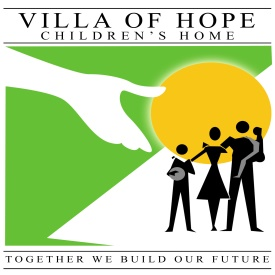 VILLA OF HOPE
CHILDREN'S HOME
TOGETHER WE BUILD OUR FUTURE